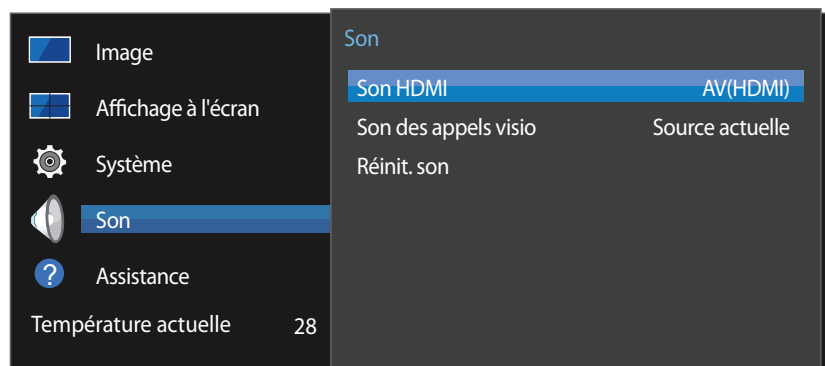 Image
Affichage à l'écran
Système
Son
?
Assistance
Température actuelle 28
Son
Son HDMI AV(HDMI)
Son des appels visio Source actuelle
Réinit. son